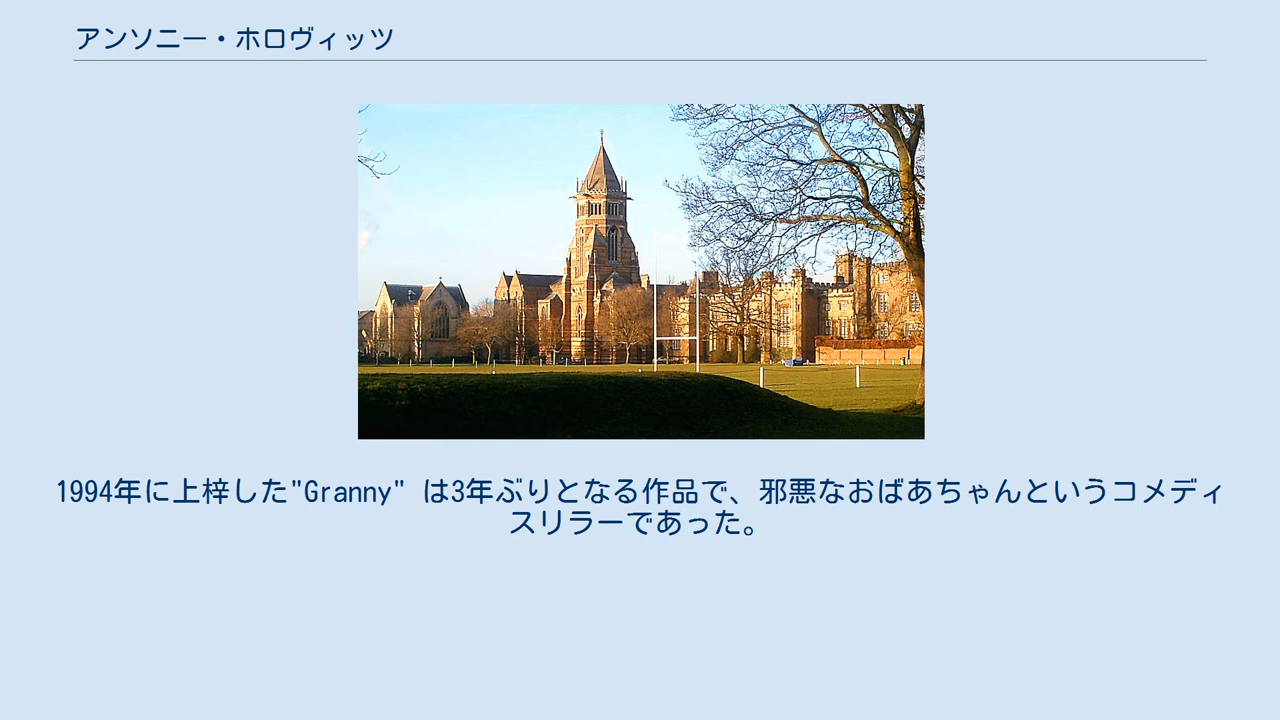 アンソニー・ホロヴィッツ
1994年に上梓した"Granny" は3年ぶりとなる作品で、邪悪なおばあちゃんというコメディ
スリラーであった。